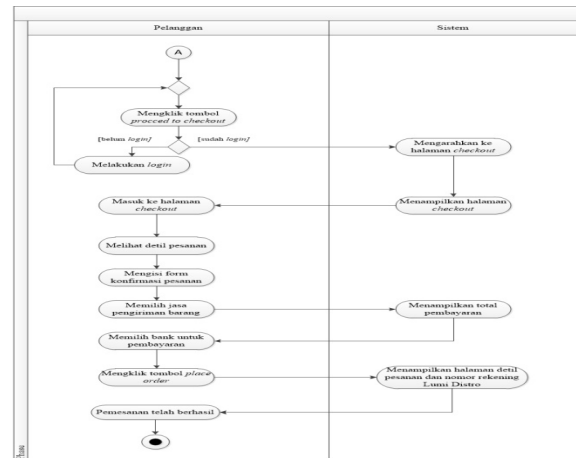 Pelanggan
Sistem
A
Mengklik tombol
procced to checkout
[belum login]
[sudah login]
Melakukan login
Mengarahkan ke
halaman checkout
Menampilkan halaman
checkout
Masuk ke halaman
checkout
Melihat detil pesanan
Mengisi form
konfirmasi pesanan
Memilih jasa
pengiriman barang
Menampilkan total
pembayaran
Memilih bank untuk
pembayaran
Mengklik tombol place
order
Menampilkan halaman detil
pesanan dan nomor rekening
Lumi Distro
Pemesanan telah berhasil
Phase